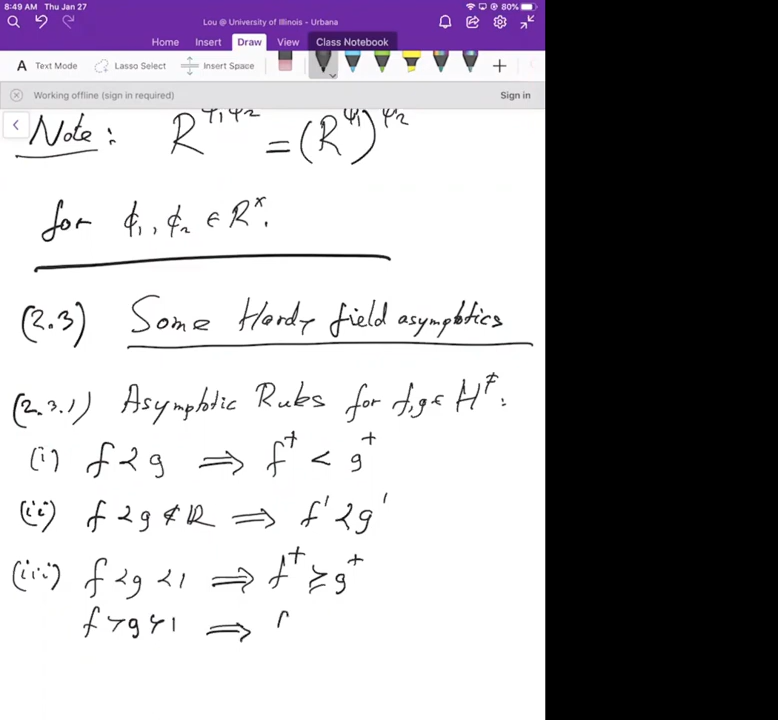 8:49 AM Thu Jan 27
80%
Lou @ University of Illinois - Urbana
Home Insert Draw View Class Notebook
A Text Mode Lasso Select Insert Space
Working offline (sign in required) Sign in
Note: R^{φ₁φ₂} = (R^{φ₁})^{φ₂}
for φ₁, φ₂ ∈ R^×.
(2.3) Some Hardy field asymptotics
(2.3.1) Asymptotic Rules for f,g ∈ H^≠:
(i) f ≺ g ⟹ f† < g†
(ii) f ≺ g ∉ ℝ ⟹ f' ≺ g'
(iii) f ≺ g ≺ 1 ⟹ f† ≽ g†
f ≻ g ≻ 1 ⟹